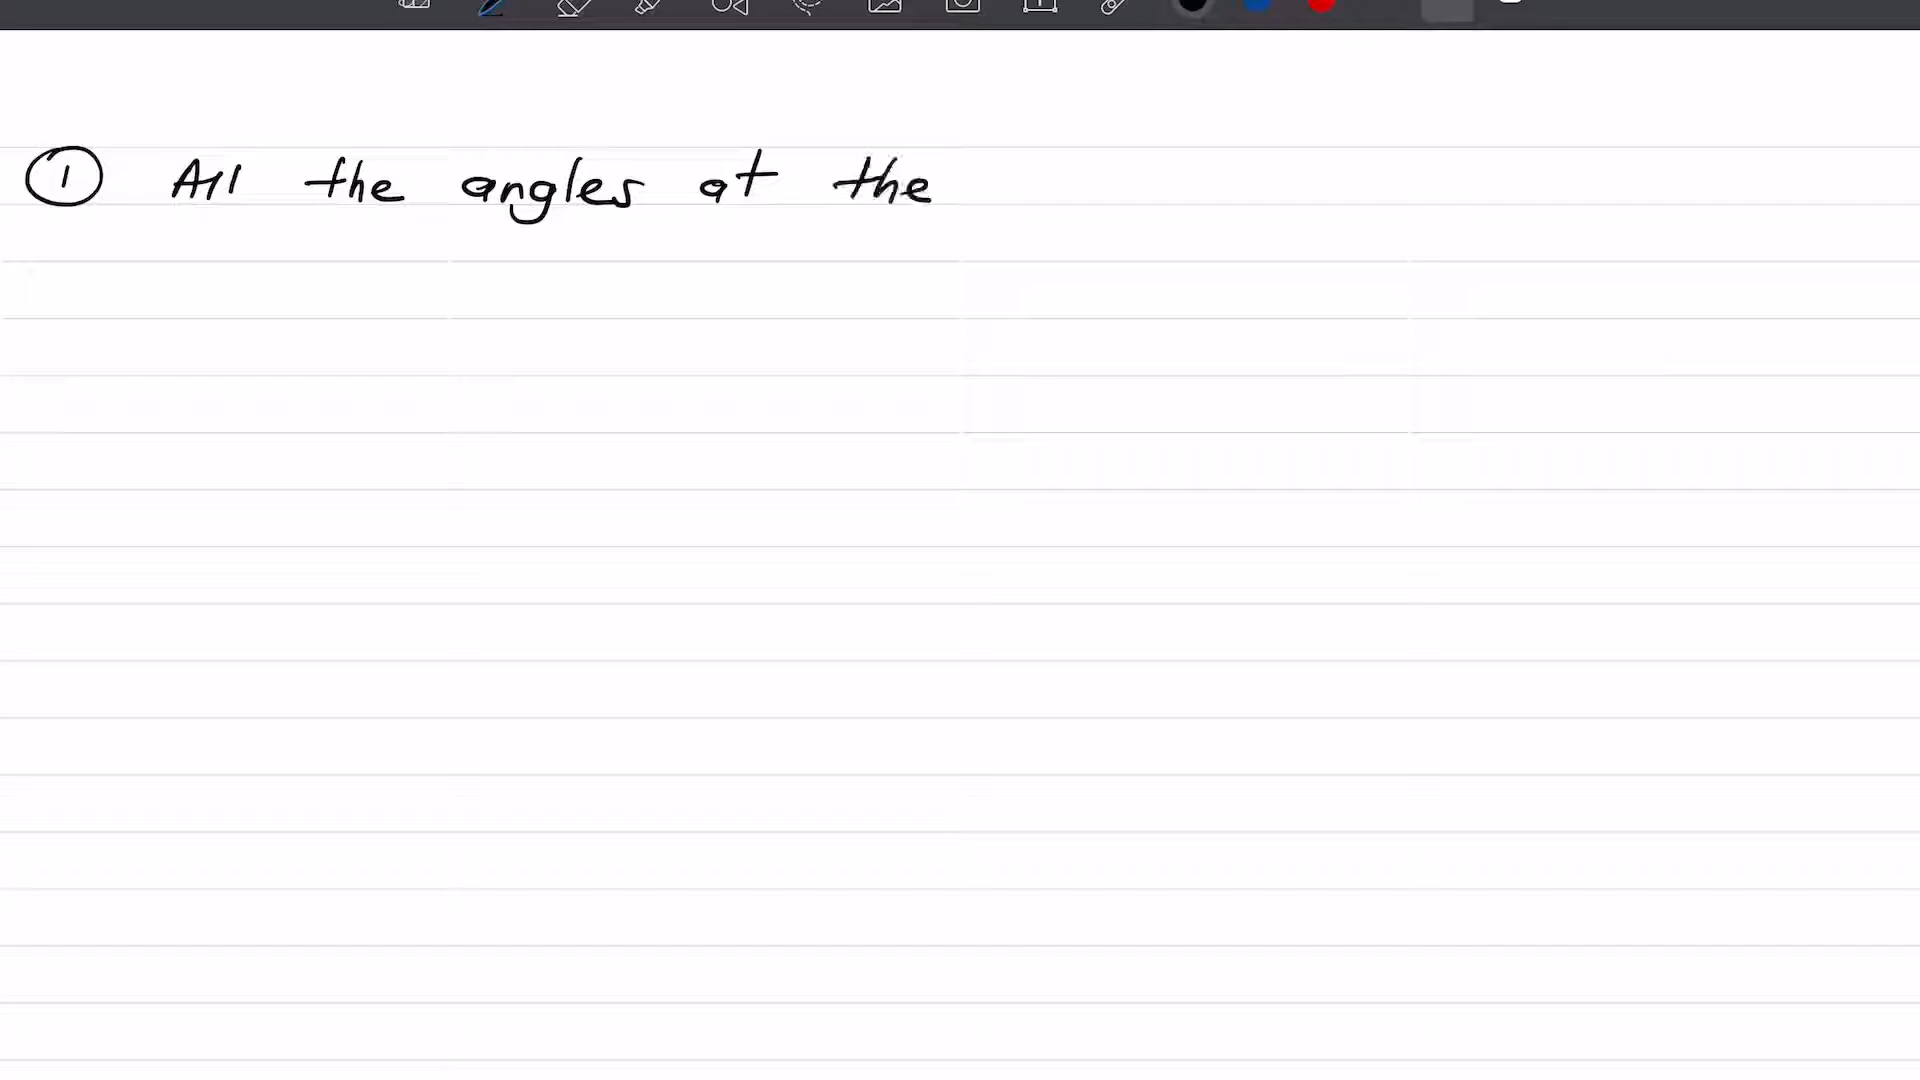 ① All the angles at the